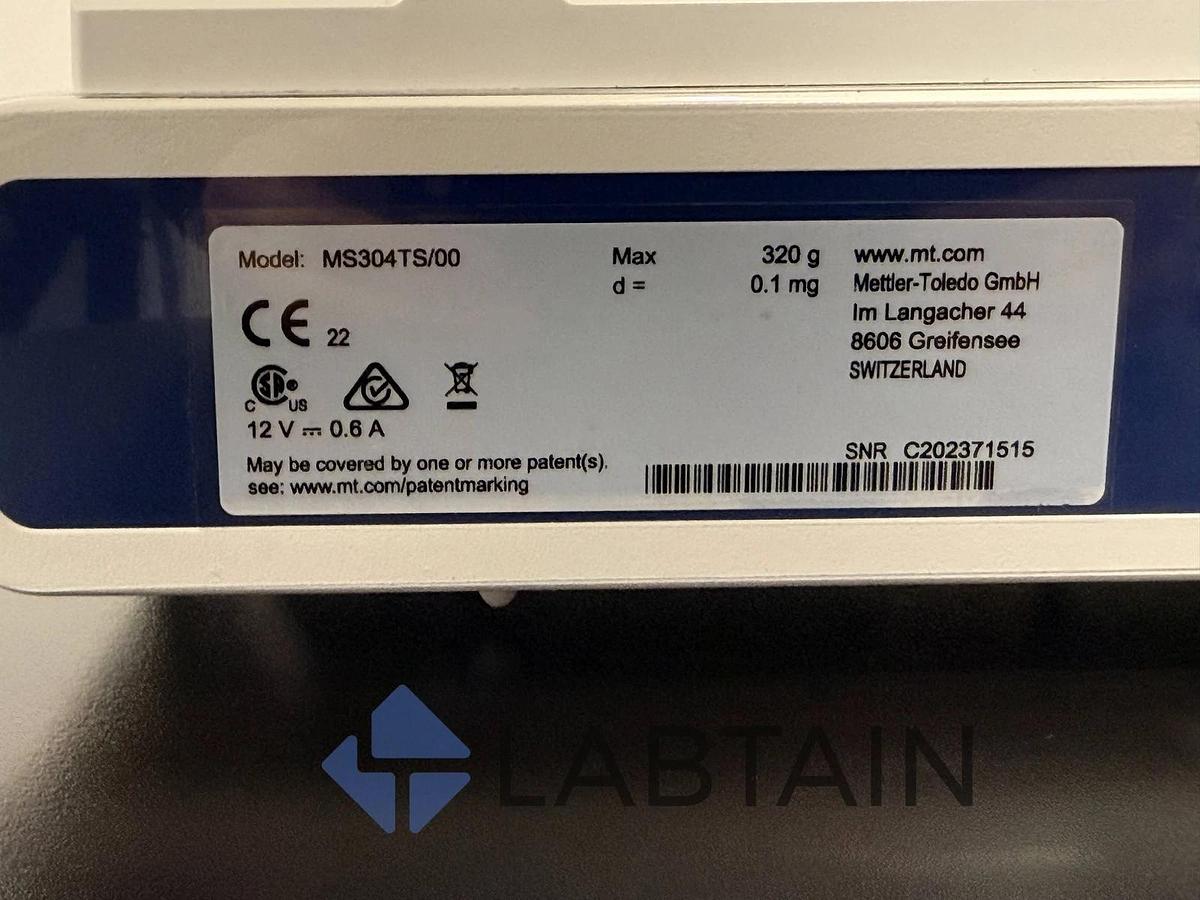 Model: MS304TS/00
Max 320 g
d = 0.1 mg
www.mt.com
Mettler-Toledo GmbH
Im Langacher 44
8606 Greifensee
SWITZERLAND
CE 22
C SA ® US
12 V ⎓ 0.6 A
May be covered by one or more patent(s).
see: www.mt.com/patentmarking
SNR C202371515
LABTAIN